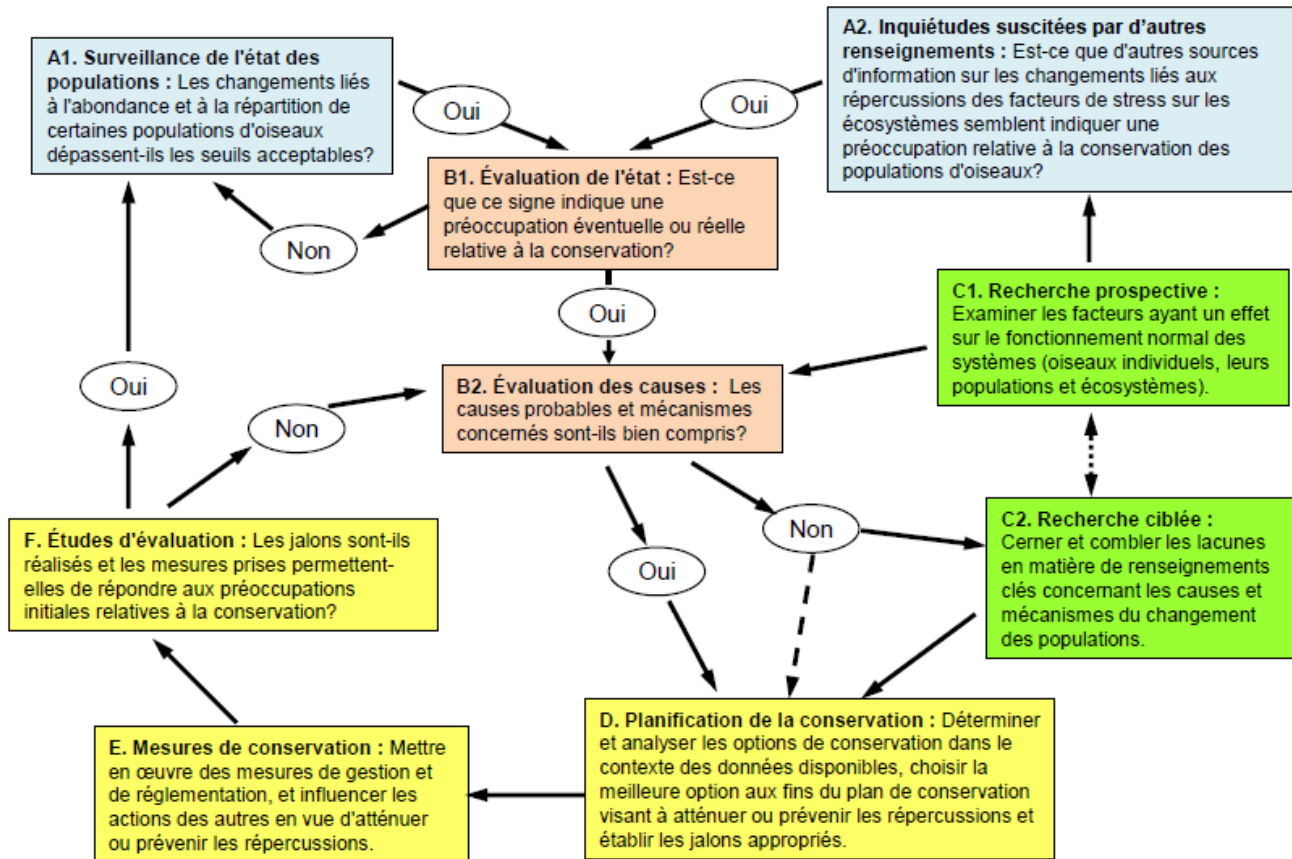 A1. Surveillance de l'état des
populations : Les changements liés
à l'abondance et à la répartition de
certaines populations d'oiseaux
dépassent-ils les seuils acceptables?
A2. Inquiétudes suscitées par d'autres
renseignements : Est-ce que d'autres sources
d'information sur les changements liés aux
répercussions des facteurs de stress sur les
écosystèmes semblent indiquer une
préoccupation relative à la conservation des
populations d'oiseaux?
Oui
Oui
B1. Évaluation de l'état : Est-ce
que ce signe indique une
préoccupation éventuelle ou réelle
relative à la conservation?
Non
Oui
C1. Recherche prospective :
Examiner les facteurs ayant un effet
sur le fonctionnement normal des
systèmes (oiseaux individuels, leurs
populations et écosystèmes).
Oui
Non
B2. Évaluation des causes : Les
causes probables et mécanismes
concernés sont-ils bien compris?
Non
Oui
C2. Recherche ciblée :
Cerner et combler les lacunes
en matière de renseignements
clés concernant les causes et
mécanismes du changement
des populations.
F. Études d'évaluation : Les jalons sont-ils
réalisés et les mesures prises permettent-
elles de répondre aux préoccupations
initiales relatives à la conservation?
E. Mesures de conservation : Mettre
en œuvre des mesures de gestion et
de réglementation, et influencer les
actions des autres en vue d'atténuer
ou prévenir les répercussions.
D. Planification de la conservation : Déterminer
et analyser les options de conservation dans le
contexte des données disponibles, choisir la
meilleure option aux fins du plan de conservation
visant à atténuer ou prévenir les répercussions et
établir les jalons appropriés.